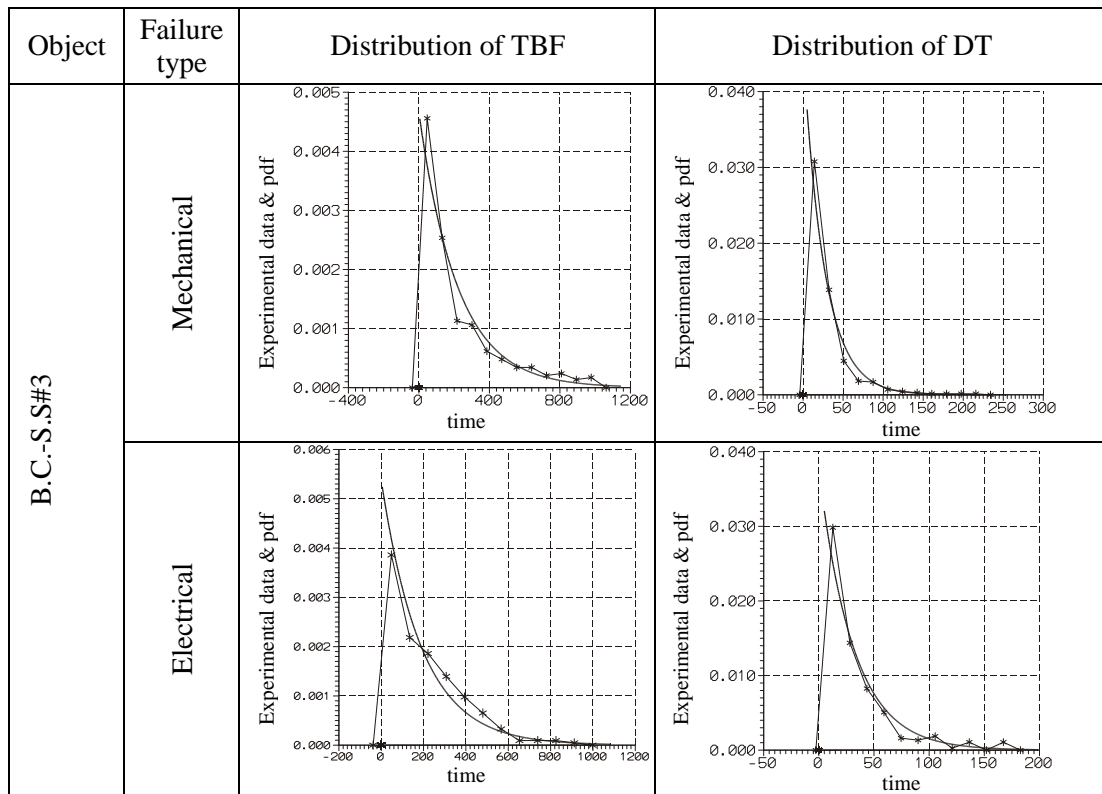 Object
Failure type
Distribution of TBF
Distribution of DT
B.C.-S.S#3
Mechanical
Experimental data & pdf
0.005
0.004
0.003
0.002
0.001
0.000
-400 0 400 800 1200
time
Experimental data & pdf
0.040
0.030
0.020
0.010
0.000
-50 0 50 100 150 200 250 300
time
Electrical
Experimental data & pdf
0.006
0.005
0.004
0.003
0.002
0.001
0.000
-200 0 200 400 600 800 1000 1200
time
Experimental data & pdf
0.040
0.030
0.020
0.010
0.000
-50 0 50 100 150 200
time